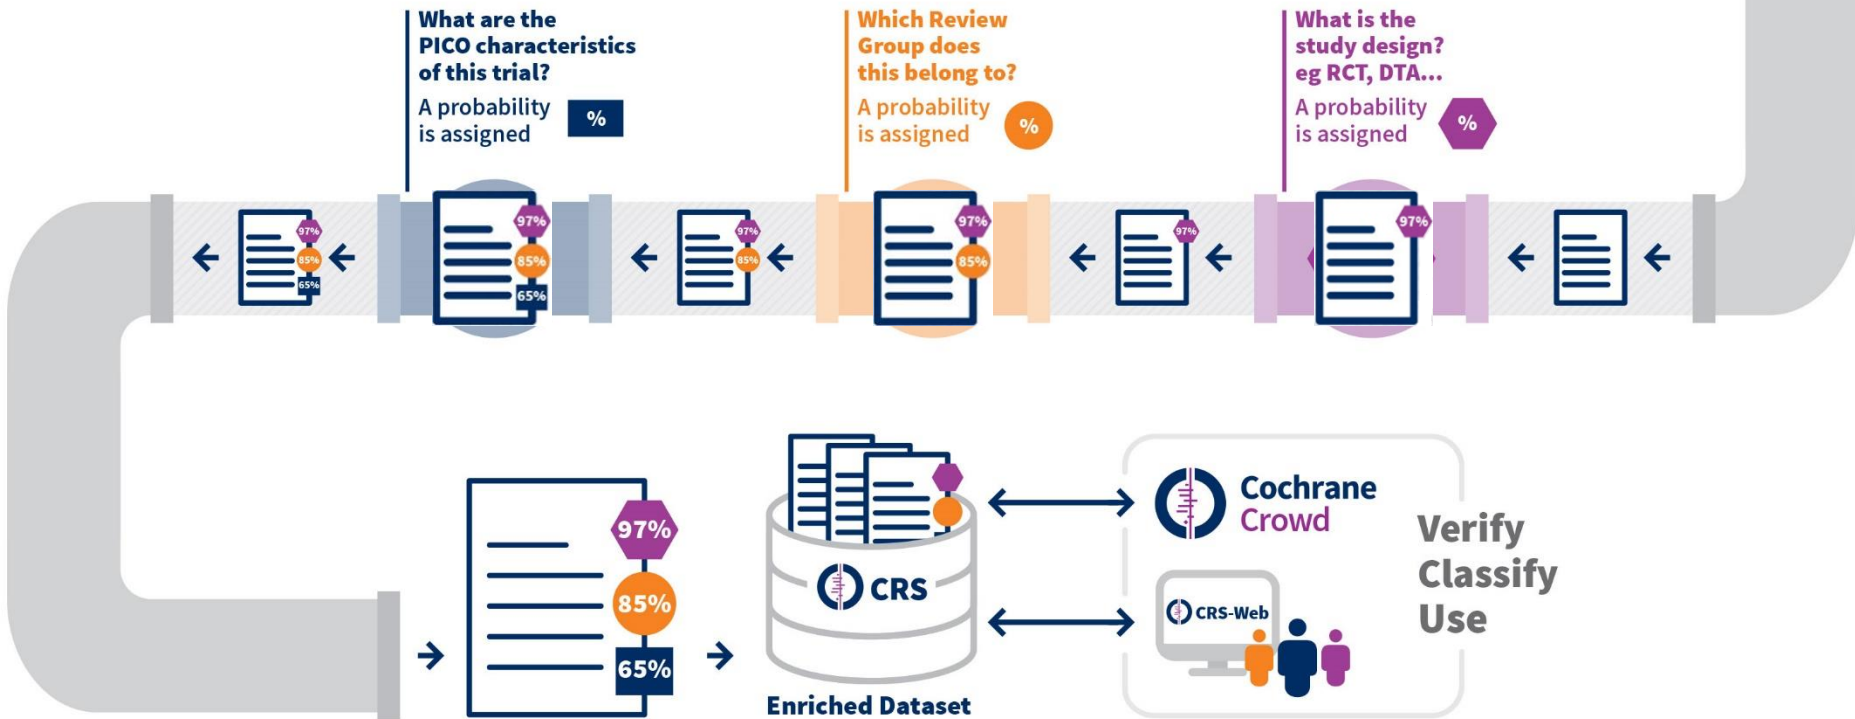 What are the
PICO characteristics
of this trial?
A probability
is assigned
%
Which Review
Group does
this belong to?
A probability
is assigned
%
What is the
study design?
eg RCT, DTA...
A probability
is assigned
%
97%
85%
65%
97%
85%
65%
97%
85%
97%
85%
97%
97%
97%
85%
65%
CRS
Enriched Dataset
Cochrane
Crowd
CRS-Web
Verify
Classify
Use